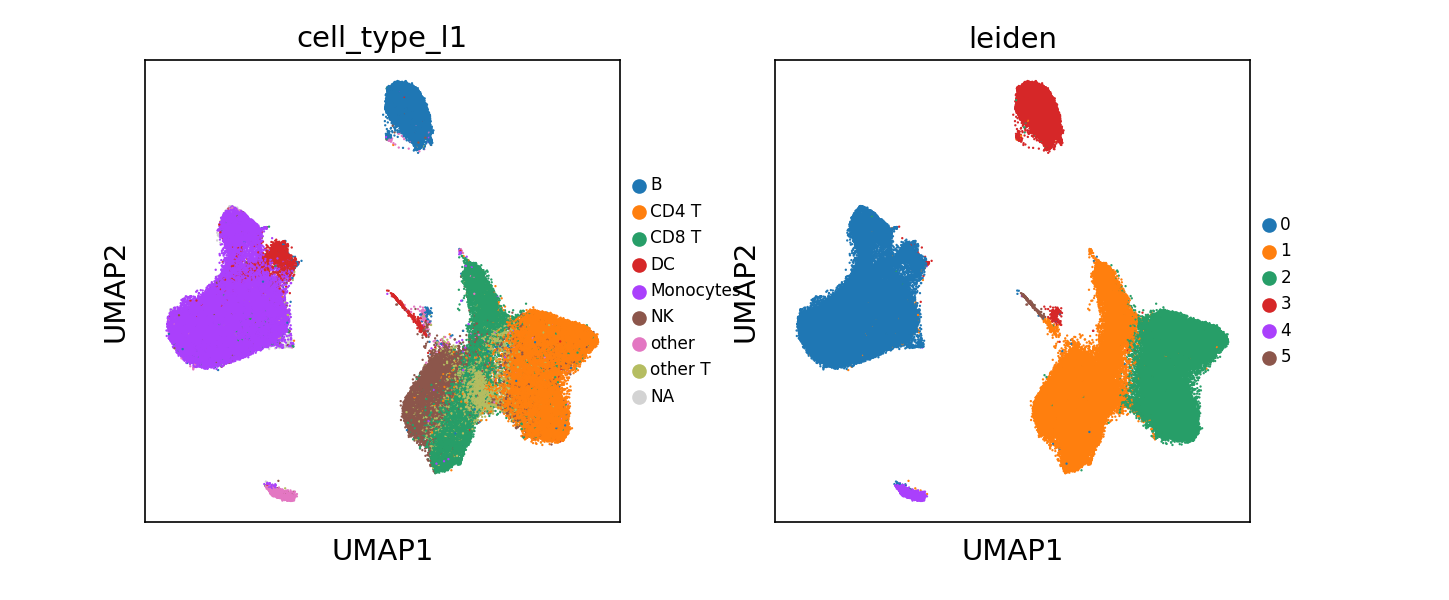 cell_type_l1
UMAP2
UMAP1
B
CD4 T
CD8 T
DC
Monocytes
NK
other
other T
NA
leiden
UMAP2
UMAP1
0
1
2
3
4
5